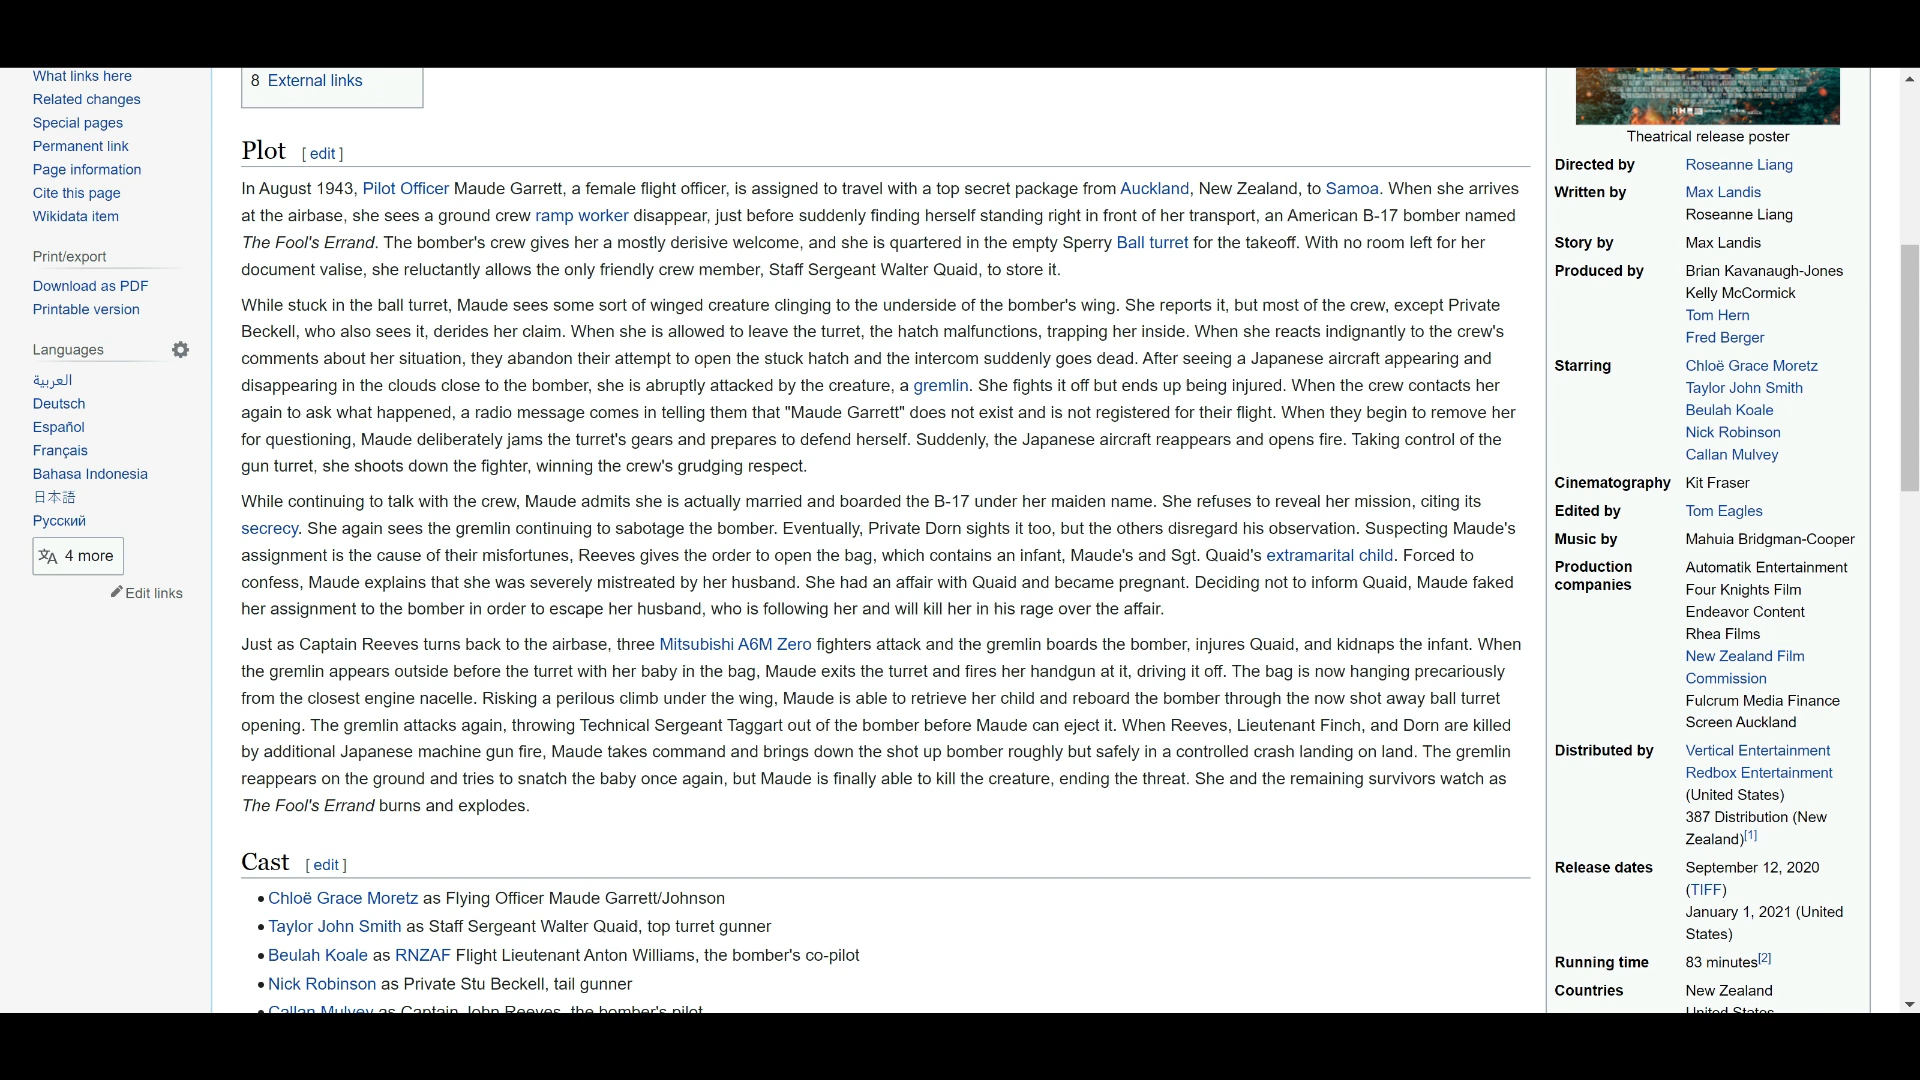 What links here
Related changes
Special pages
Permanent link
Page information
Cite this page
Wikidata item
Print/export
Download as PDF
Printable version
Languages
العربية
Deutsch
Español
Français
Bahasa Indonesia
日本語
Русский
4 more
Edit links
8 External links
Plot [ edit ]
In August 1943, Pilot Officer Maude Garrett, a female flight officer, is assigned to travel with a top secret package from Auckland, New Zealand, to Samoa. When she arrives
at the airbase, she sees a ground crew ramp worker disappear, just before suddenly finding herself standing right in front of her transport, an American B-17 bomber named
The Fool's Errand. The bomber's crew gives her a mostly derisive welcome, and she is quartered in the empty Sperry Ball turret for the takeoff. With no room left for her
document valise, she reluctantly allows the only friendly crew member, Staff Sergeant Walter Quaid, to store it.
While stuck in the ball turret, Maude sees some sort of winged creature clinging to the underside of the bomber's wing. She reports it, but most of the crew, except Private
Beckell, who also sees it, derides her claim. When she is allowed to leave the turret, the hatch malfunctions, trapping her inside. When she reacts indignantly to the crew's
comments about her situation, they abandon their attempt to open the stuck hatch and the intercom suddenly goes dead. After seeing a Japanese aircraft appearing and
disappearing in the clouds close to the bomber, she is abruptly attacked by the creature, a gremlin. She fights it off but ends up being injured. When the crew contacts her
again to ask what happened, a radio message comes in telling them that "Maude Garrett" does not exist and is not registered for their flight. When they begin to remove her
for questioning, Maude deliberately jams the turret's gears and prepares to defend herself. Suddenly, the Japanese aircraft reappears and opens fire. Taking control of the
gun turret, she shoots down the fighter, winning the crew's grudging respect.
While continuing to talk with the crew, Maude admits she is actually married and boarded the B-17 under her maiden name. She refuses to reveal her mission, citing its
secrecy. She again sees the gremlin continuing to sabotage the bomber. Eventually, Private Dorn sights it too, but the others disregard his observation. Suspecting Maude's
assignment is the cause of their misfortunes, Reeves gives the order to open the bag, which contains an infant, Maude's and Sgt. Quaid's extramarital child. Forced to
confess, Maude explains that she was severely mistreated by her husband. She had an affair with Quaid and became pregnant. Deciding not to inform Quaid, Maude faked
her assignment to the bomber in order to escape her husband, who is following her and will kill her in his rage over the affair.
Just as Captain Reeves turns back to the airbase, three Mitsubishi A6M Zero fighters attack and the gremlin boards the bomber, injures Quaid, and kidnaps the infant. When
the gremlin appears outside before the turret with her baby in the bag, Maude exits the turret and fires her handgun at it, driving it off. The bag is now hanging precariously
from the closest engine nacelle. Risking a perilous climb under the wing, Maude is able to retrieve her child and reboard the bomber through the now shot away ball turret
opening. The gremlin attacks again, throwing Technical Sergeant Taggart out of the bomber before Maude can eject it. When Reeves, Lieutenant Finch, and Dorn are killed
by additional Japanese machine gun fire, Maude takes command and brings down the shot up bomber roughly but safely in a controlled crash landing on land. The gremlin
reappears on the ground and tries to snatch the baby once again, but Maude is finally able to kill the creature, ending the threat. She and the remaining survivors watch as
The Fool's Errand burns and explodes.
Cast [ edit ]
• Chloë Grace Moretz as Flying Officer Maude Garrett/Johnson
• Taylor John Smith as Staff Sergeant Walter Quaid, top turret gunner
• Beulah Koale as RNZAF Flight Lieutenant Anton Williams, the bomber's co-pilot
• Nick Robinson as Private Stu Beckell, tail gunner
• Callan Mulvey as Captain John Reeves, the bomber's pilot
Theatrical release poster
Directed by Roseanne Liang
Written by Max Landis
Roseanne Liang
Story by Max Landis
Produced by Brian Kavanaugh-Jones
Kelly McCormick
Tom Hern
Fred Berger
Starring Chloë Grace Moretz
Taylor John Smith
Beulah Koale
Nick Robinson
Callan Mulvey
Cinematography Kit Fraser
Edited by Tom Eagles
Music by Mahuia Bridgman-Cooper
Production Automatik Entertainment
companies Four Knights Film
Endeavor Content
Rhea Films
New Zealand Film
Commission
Fulcrum Media Finance
Screen Auckland
Distributed by Vertical Entertainment
Redbox Entertainment
(United States)
387 Distribution (New
Zealand)[1]
Release dates September 12, 2020
(TIFF)
January 1, 2021 (United
States)
Running time 83 minutes[2]
Countries New Zealand
United States